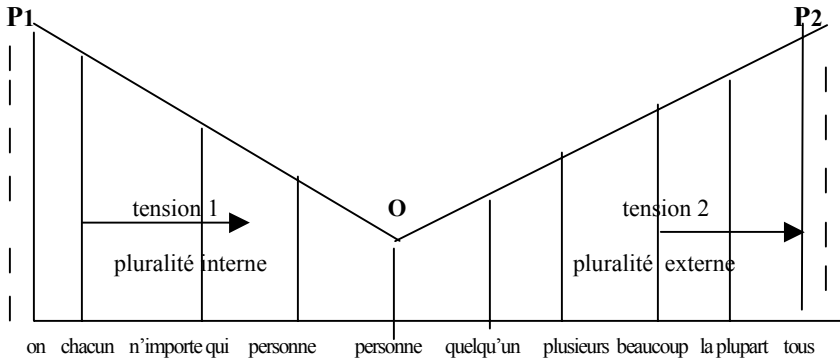 P1 P2
tension 1 O tension 2
pluralité interne pluralité externe
on chacun n'importe qui personne personne quelqu'un plusieurs beaucoup la plupart tous